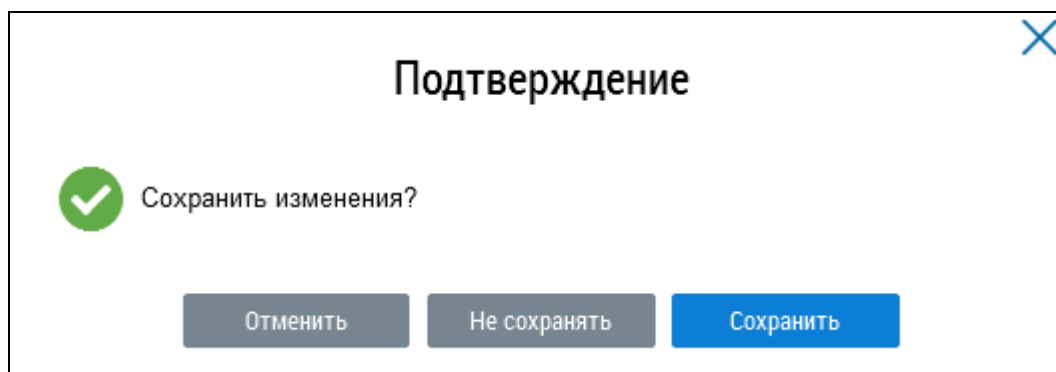 Подтверждение
Сохранить изменения?
Отменить
Не сохранять
Сохранить